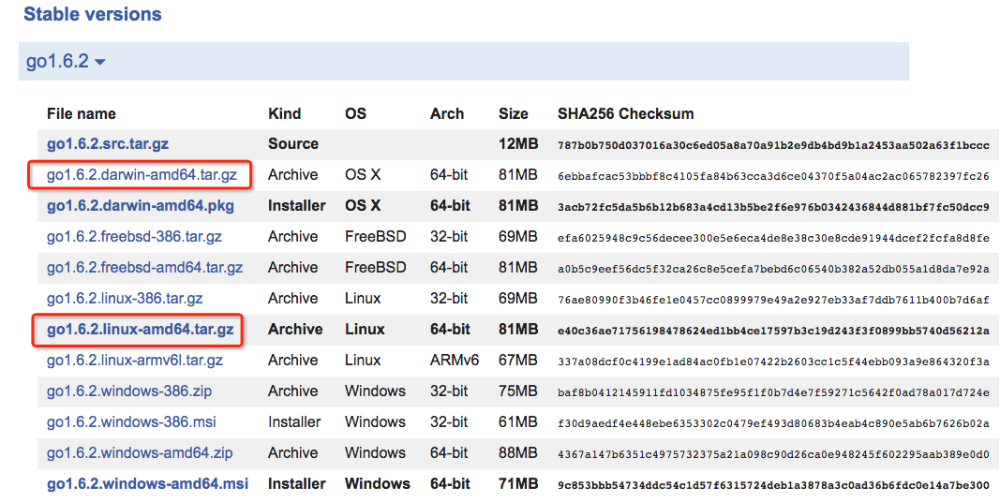 Stable versions
go1.6.2
File name Kind OS Arch Size SHA256 Checksum
go1.6.2.src.tar.gz Source 12MB 787b0b750d037016a30c6ed05a8a70a91b2e9db4bd9b1a2453aa502a63f1bccc
go1.6.2.darwin-amd64.tar.gz Archive OS X 64-bit 81MB 6ebbafcac53bbbf8c4105fa84b63cca3d6ce04370f5a04ac2ac065782397fc26
go1.6.2.darwin-amd64.pkg Installer OS X 64-bit 81MB 3acb72fc5da5b6b12b683a4cd13b5be2f6e976b0342436844d881bf7fc50dcc9
go1.6.2.freebsd-386.tar.gz Archive FreeBSD 32-bit 69MB efa6025948c9c56decee300e5e6eca4de8e38c30e8cde91944dcef2fcfa8d8fe
go1.6.2.freebsd-amd64.tar.gz Archive FreeBSD 64-bit 81MB a0b5c9eef56dc5f32ca26c8e5cefa7bebd6c06540b382a52db055a1d8da7e92a
go1.6.2.linux-386.tar.gz Archive Linux 32-bit 69MB 76ae80990f3b46fe1e0457cc0899979e49a2e927eb33af7ddb7611b400b7d6af
go1.6.2.linux-amd64.tar.gz Archive Linux 64-bit 81MB e40c36ae71756198478624ed1bb4ce17597b3c19d243f3f0899bb5740d56212a
go1.6.2.linux-armv6l.tar.gz Archive Linux ARMv6 67MB 337a08dcf0c4199e1ad84ac0fb1e07422b2603cc1c5f44ebb093a9e864320f3a
go1.6.2.windows-386.zip Archive Windows 32-bit 75MB baf8b0412145911fd1034875fe95f1f0b7d4e7f59271c5642f0ad78a017d724e
go1.6.2.windows-386.msi Installer Windows 32-bit 61MB f30d9aedf4e448ebe6353302c0479ef493d80683b4eab4c890e5ab6b7626b02a
go1.6.2.windows-amd64.zip Archive Windows 64-bit 88MB 4367a147b6351c4975732375a21a098c90d26ca0e948245f602295aab389e0d0
go1.6.2.windows-amd64.msi Installer Windows 64-bit 71MB 9c853bbb54734ddc54c1d57f6315724deb1a3878a3c0ad36b6fdc0e14a7be300